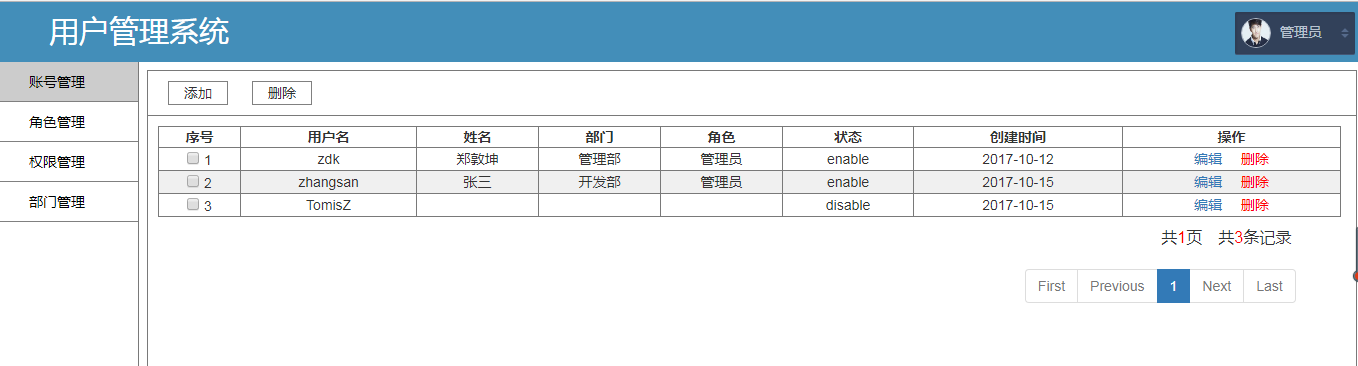 用户管理系统
管理员
账号管理
角色管理
权限管理
部门管理
添加 删除
序号 用户名 姓名 部门 角色 状态 创建时间 操作
1 zdk 郑敦坤 管理部 管理员 enable 2017-10-12 编辑 删除
2 zhangsan 张三 开发部 管理员 enable 2017-10-15 编辑 删除
3 TomisZ disable 2017-10-15 编辑 删除
共1页 共3条记录
First Previous 1 Next Last